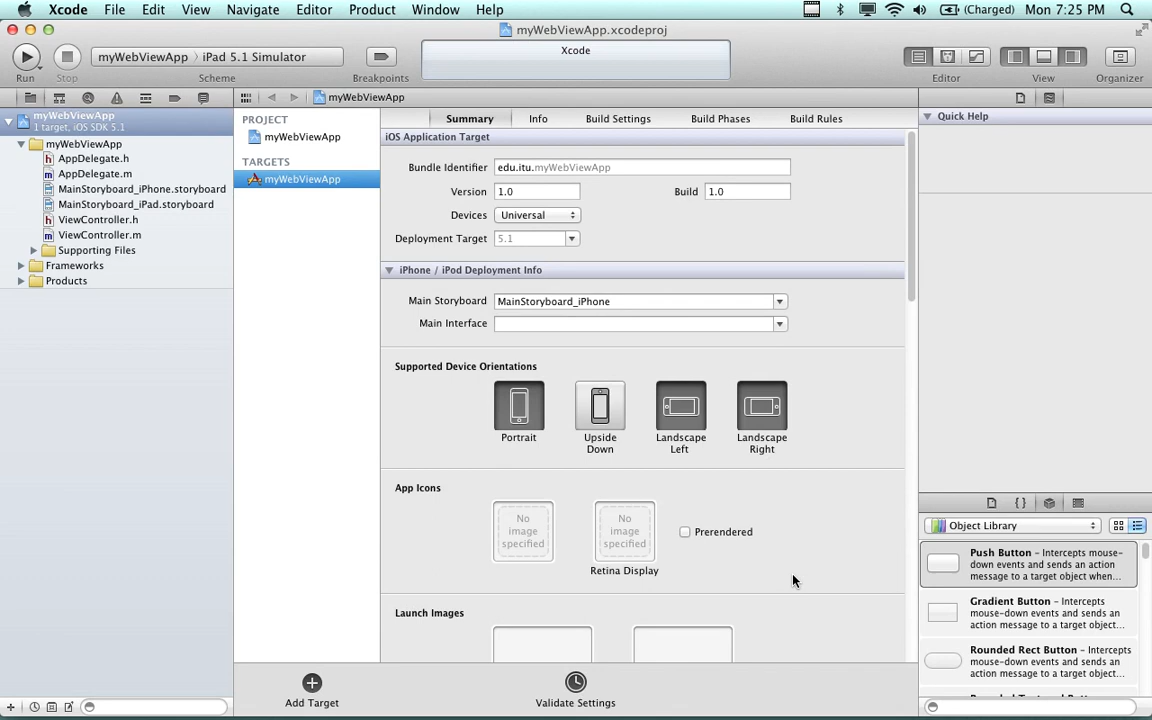 Xcode File Edit View Navigate Editor Product Window Help (Charged) Mon 7:25 PM
myWebViewApp.xcodeproj
myWebViewApp iPad 5.1 Simulator
Xcode
Run Stop Scheme Breakpoints Editor View Organizer
myWebViewApp
1 target, iOS SDK 5.1
myWebViewApp
AppDelegate.h
AppDelegate.m
MainStoryboard_iPhone.storyboard
MainStoryboard_iPad.storyboard
ViewController.h
ViewController.m
Supporting Files
Frameworks
Products
myWebViewApp
PROJECT
myWebViewApp
TARGETS
myWebViewApp
Summary Info Build Settings Build Phases Build Rules
iOS Application Target
Bundle Identifier edu.itu.myWebViewApp
Version 1.0 Build 1.0
Devices Universal
Deployment Target 5.1
iPhone / iPod Deployment Info
Main Storyboard MainStoryboard_iPhone
Main Interface
Supported Device Orientations
Portrait
Upside
Down
Landscape
Left
Landscape
Right
App Icons
No
image
specified
No
image
specified
Prerendered
Retina Display
Launch Images
Add Target
Validate Settings
Quick Help
Object Library
Push Button – Intercepts mouse-
down events and sends an action
message to a target object when...
Gradient Button – Intercepts
mouse-down events and sends an
action message to a target object...
Rounded Rect Button – Intercepts
mouse-down events and sends an
action message to a target object...